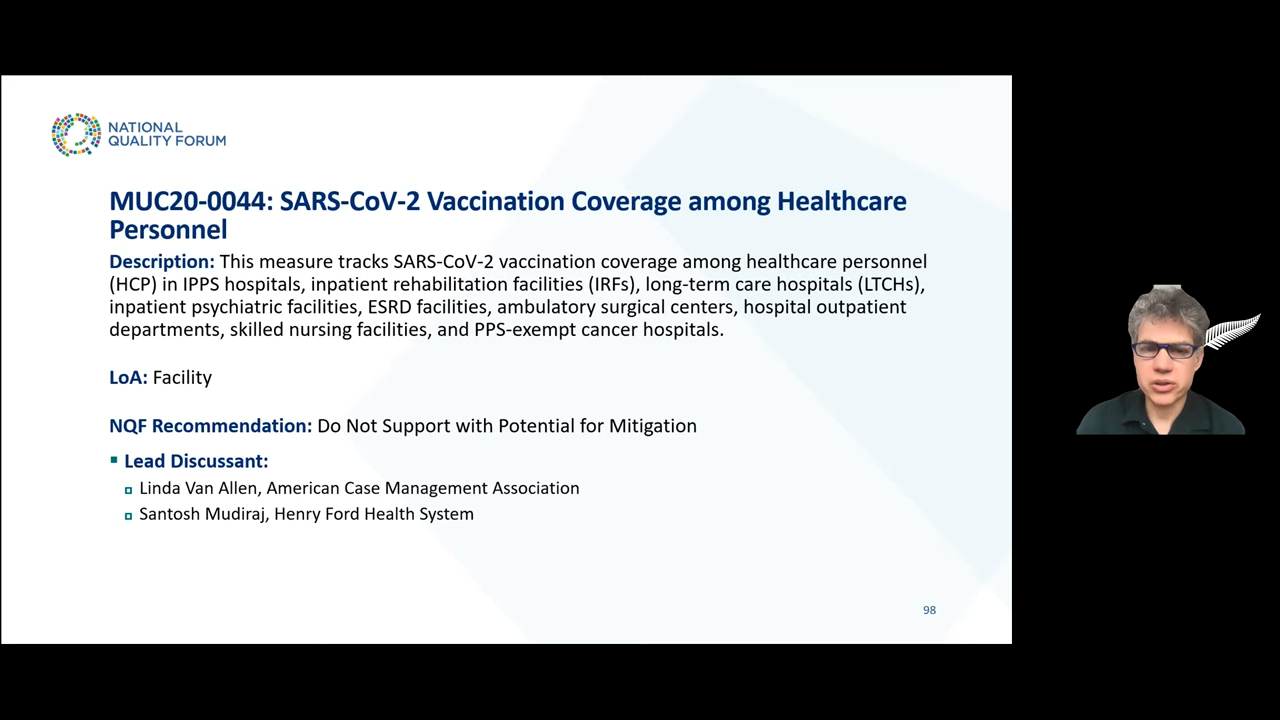 NATIONAL
QUALITY FORUM
MUC20-0044: SARS-CoV-2 Vaccination Coverage among Healthcare
Personnel
Description: This measure tracks SARS-CoV-2 vaccination coverage among healthcare personnel
(HCP) in IPPS hospitals, inpatient rehabilitation facilities (IRFs), long-term care hospitals (LTCHs),
inpatient psychiatric facilities, ESRD facilities, ambulatory surgical centers, hospital outpatient
departments, skilled nursing facilities, and PPS-exempt cancer hospitals.
LoA: Facility
NQF Recommendation: Do Not Support with Potential for Mitigation
Lead Discussant:
Linda Van Allen, American Case Management Association
Santosh Mudiraj, Henry Ford Health System
98